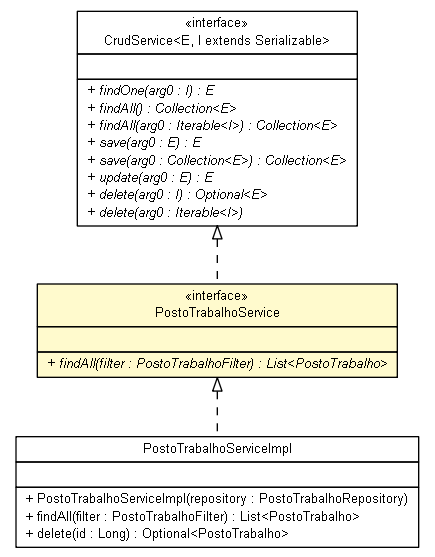 «interface»
CrudService<E, I extends Serializable>
+ findOne(arg0 : I) : E
+ findAll() : Collection<E>
+ findAll(arg0 : Iterable<I>) : Collection<E>
+ save(arg0 : E) : E
+ save(arg0 : Collection<E>) : Collection<E>
+ update(arg0 : E) : E
+ delete(arg0 : I) : Optional<E>
+ delete(arg0 : Iterable<I>)
«interface»
PostoTrabalhoService
+ findAll(filter : PostoTrabalhoFilter) : List<PostoTrabalho>
PostoTrabalhoServiceImpl
+ PostoTrabalhoServiceImpl(repository : PostoTrabalhoRepository)
+ findAll(filter : PostoTrabalhoFilter) : List<PostoTrabalho>
+ delete(id : Long) : Optional<PostoTrabalho>